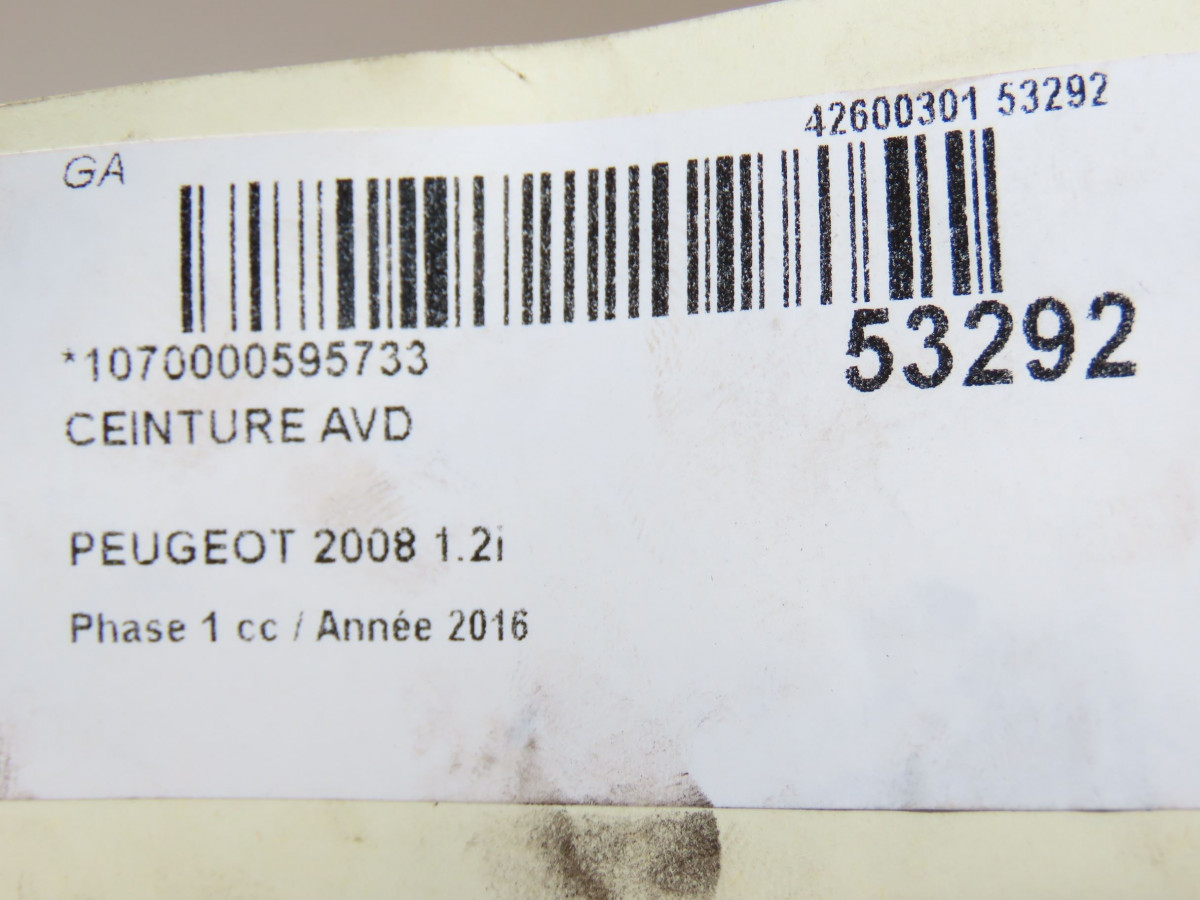 42600301 53292
GA
53292
*1070000595733
CEINTURE AVD
PEUGEOT 2008 1.2i
Phase 1 cc / Année 2016